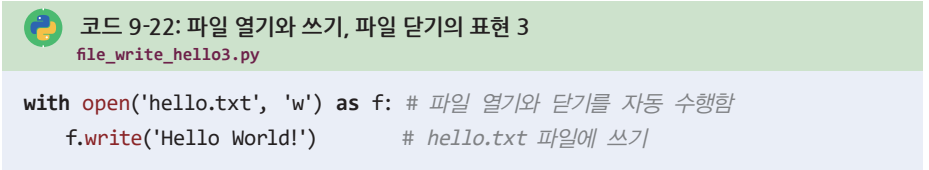 코드 9-22: 파일 열기와 쓰기, 파일 닫기의 표현 3
file_write_hello3.py
with open('hello.txt', 'w') as f: # 파일 열기와 닫기를 자동 수행함
    f.write('Hello World!')        # hello.txt 파일에 쓰기